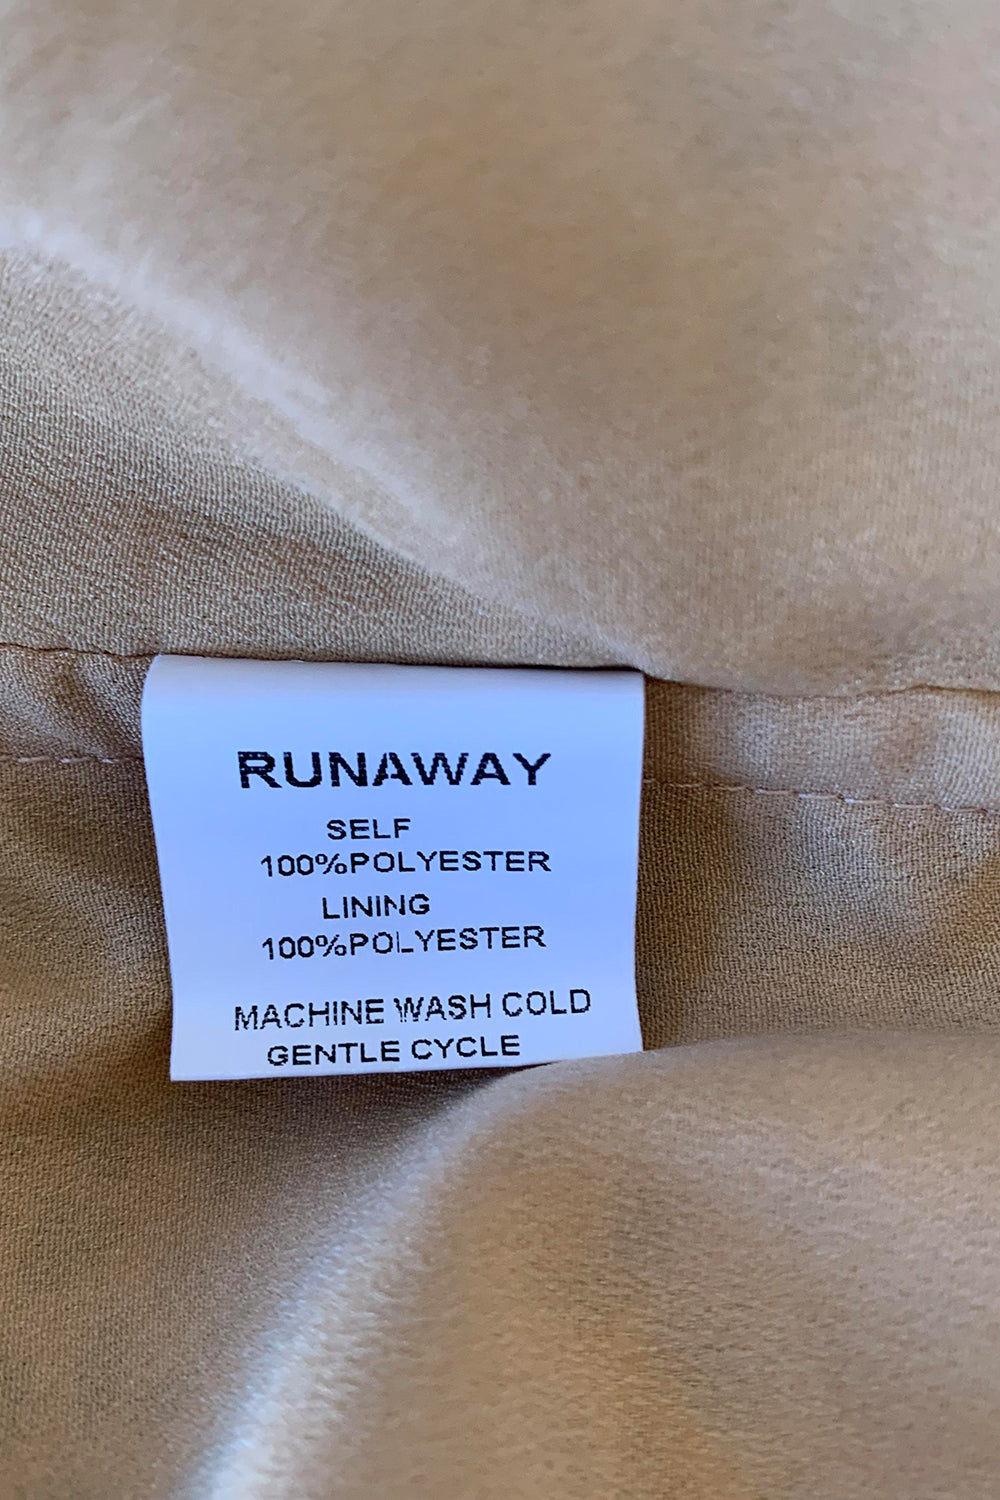 RUNAWAY
SELF
100%POLYESTER
LINING
100%POLYESTER
MACHINE WASH COLD
GENTLE CYCLE